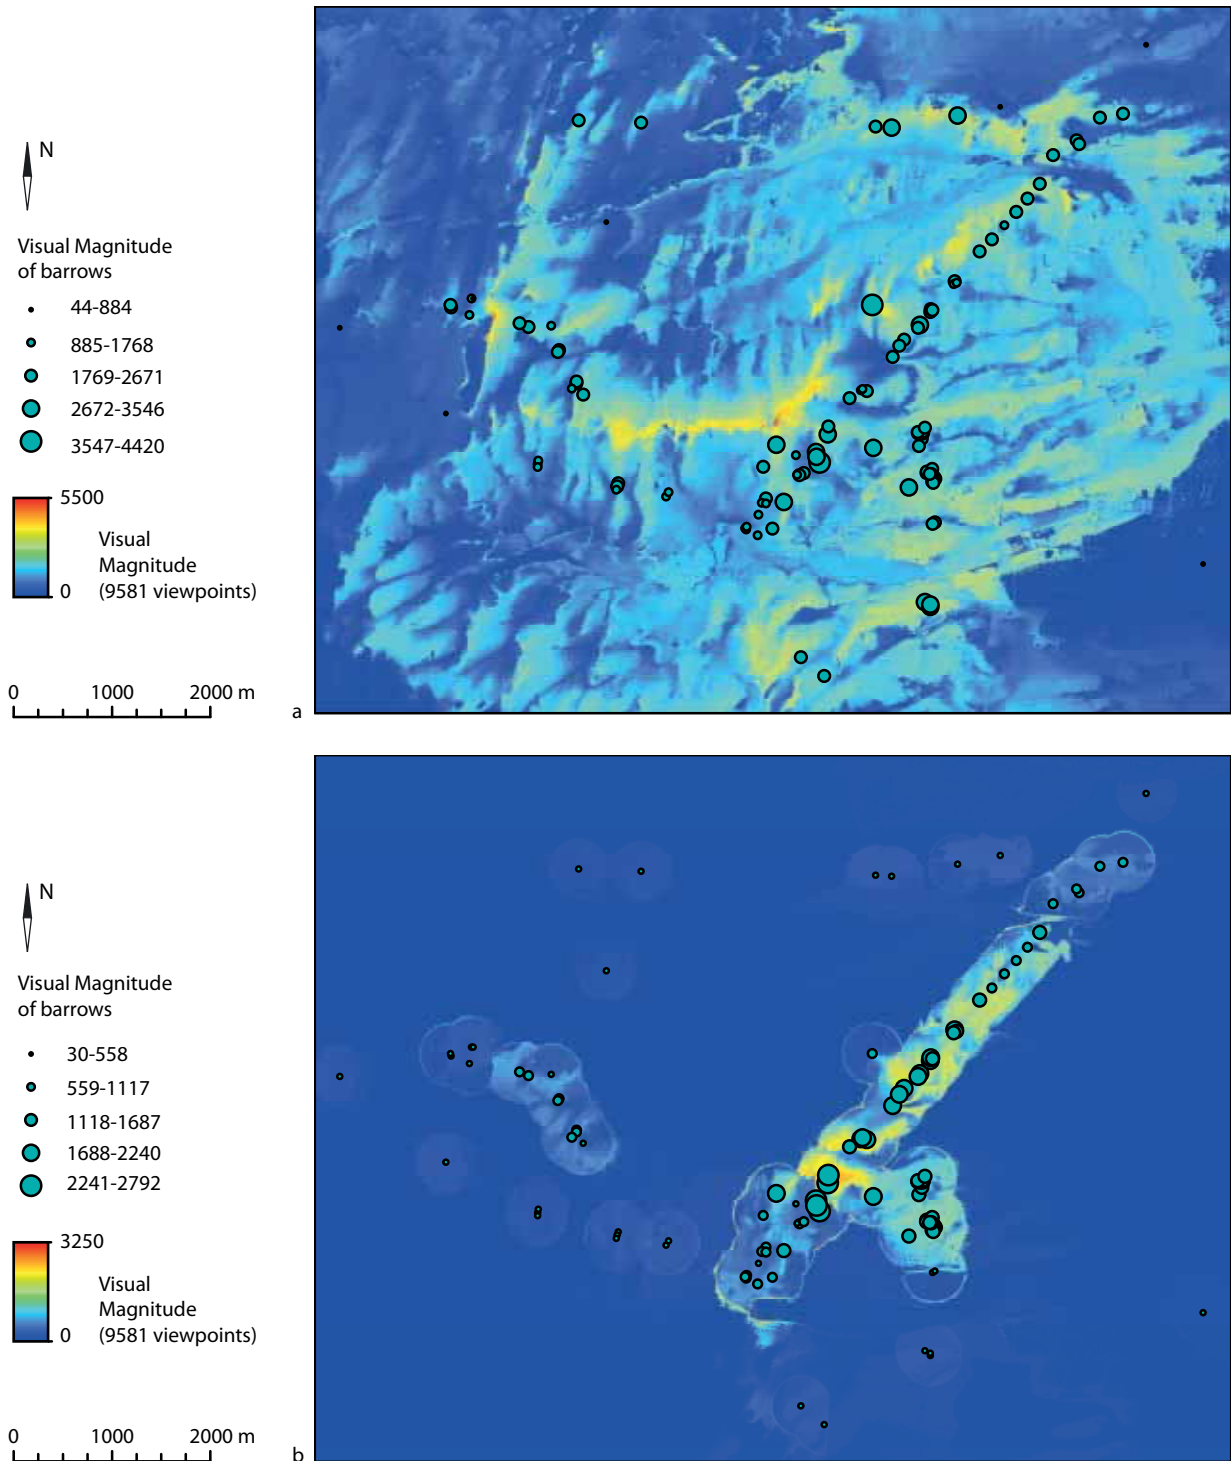 N
Visual Magnitude
of barrows
44-884
885-1768
1769-2671
2672-3546
3547-4420
5500
Visual
Magnitude
0 (9581 viewpoints)
0 1000 2000 m
a
N
Visual Magnitude
of barrows
30-558
559-1117
1118-1687
1688-2240
2241-2792
3250
Visual
Magnitude
0 (9581 viewpoints)
0 1000 2000 m
b